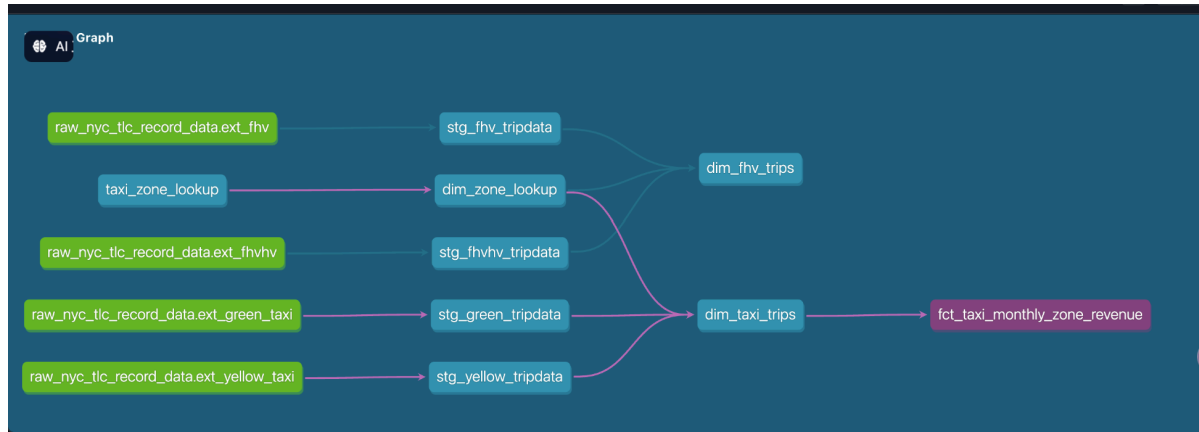 AI Graph
raw_nyc_tlc_record_data.ext_fhv
stg_fhv_tripdata
dim_fhv_trips
taxi_zone_lookup
dim_zone_lookup
raw_nyc_tlc_record_data.ext_fhvhv
stg_fhvhv_tripdata
raw_nyc_tlc_record_data.ext_green_taxi
stg_green_tripdata
dim_taxi_trips
fct_taxi_monthly_zone_revenue
raw_nyc_tlc_record_data.ext_yellow_taxi
stg_yellow_tripdata